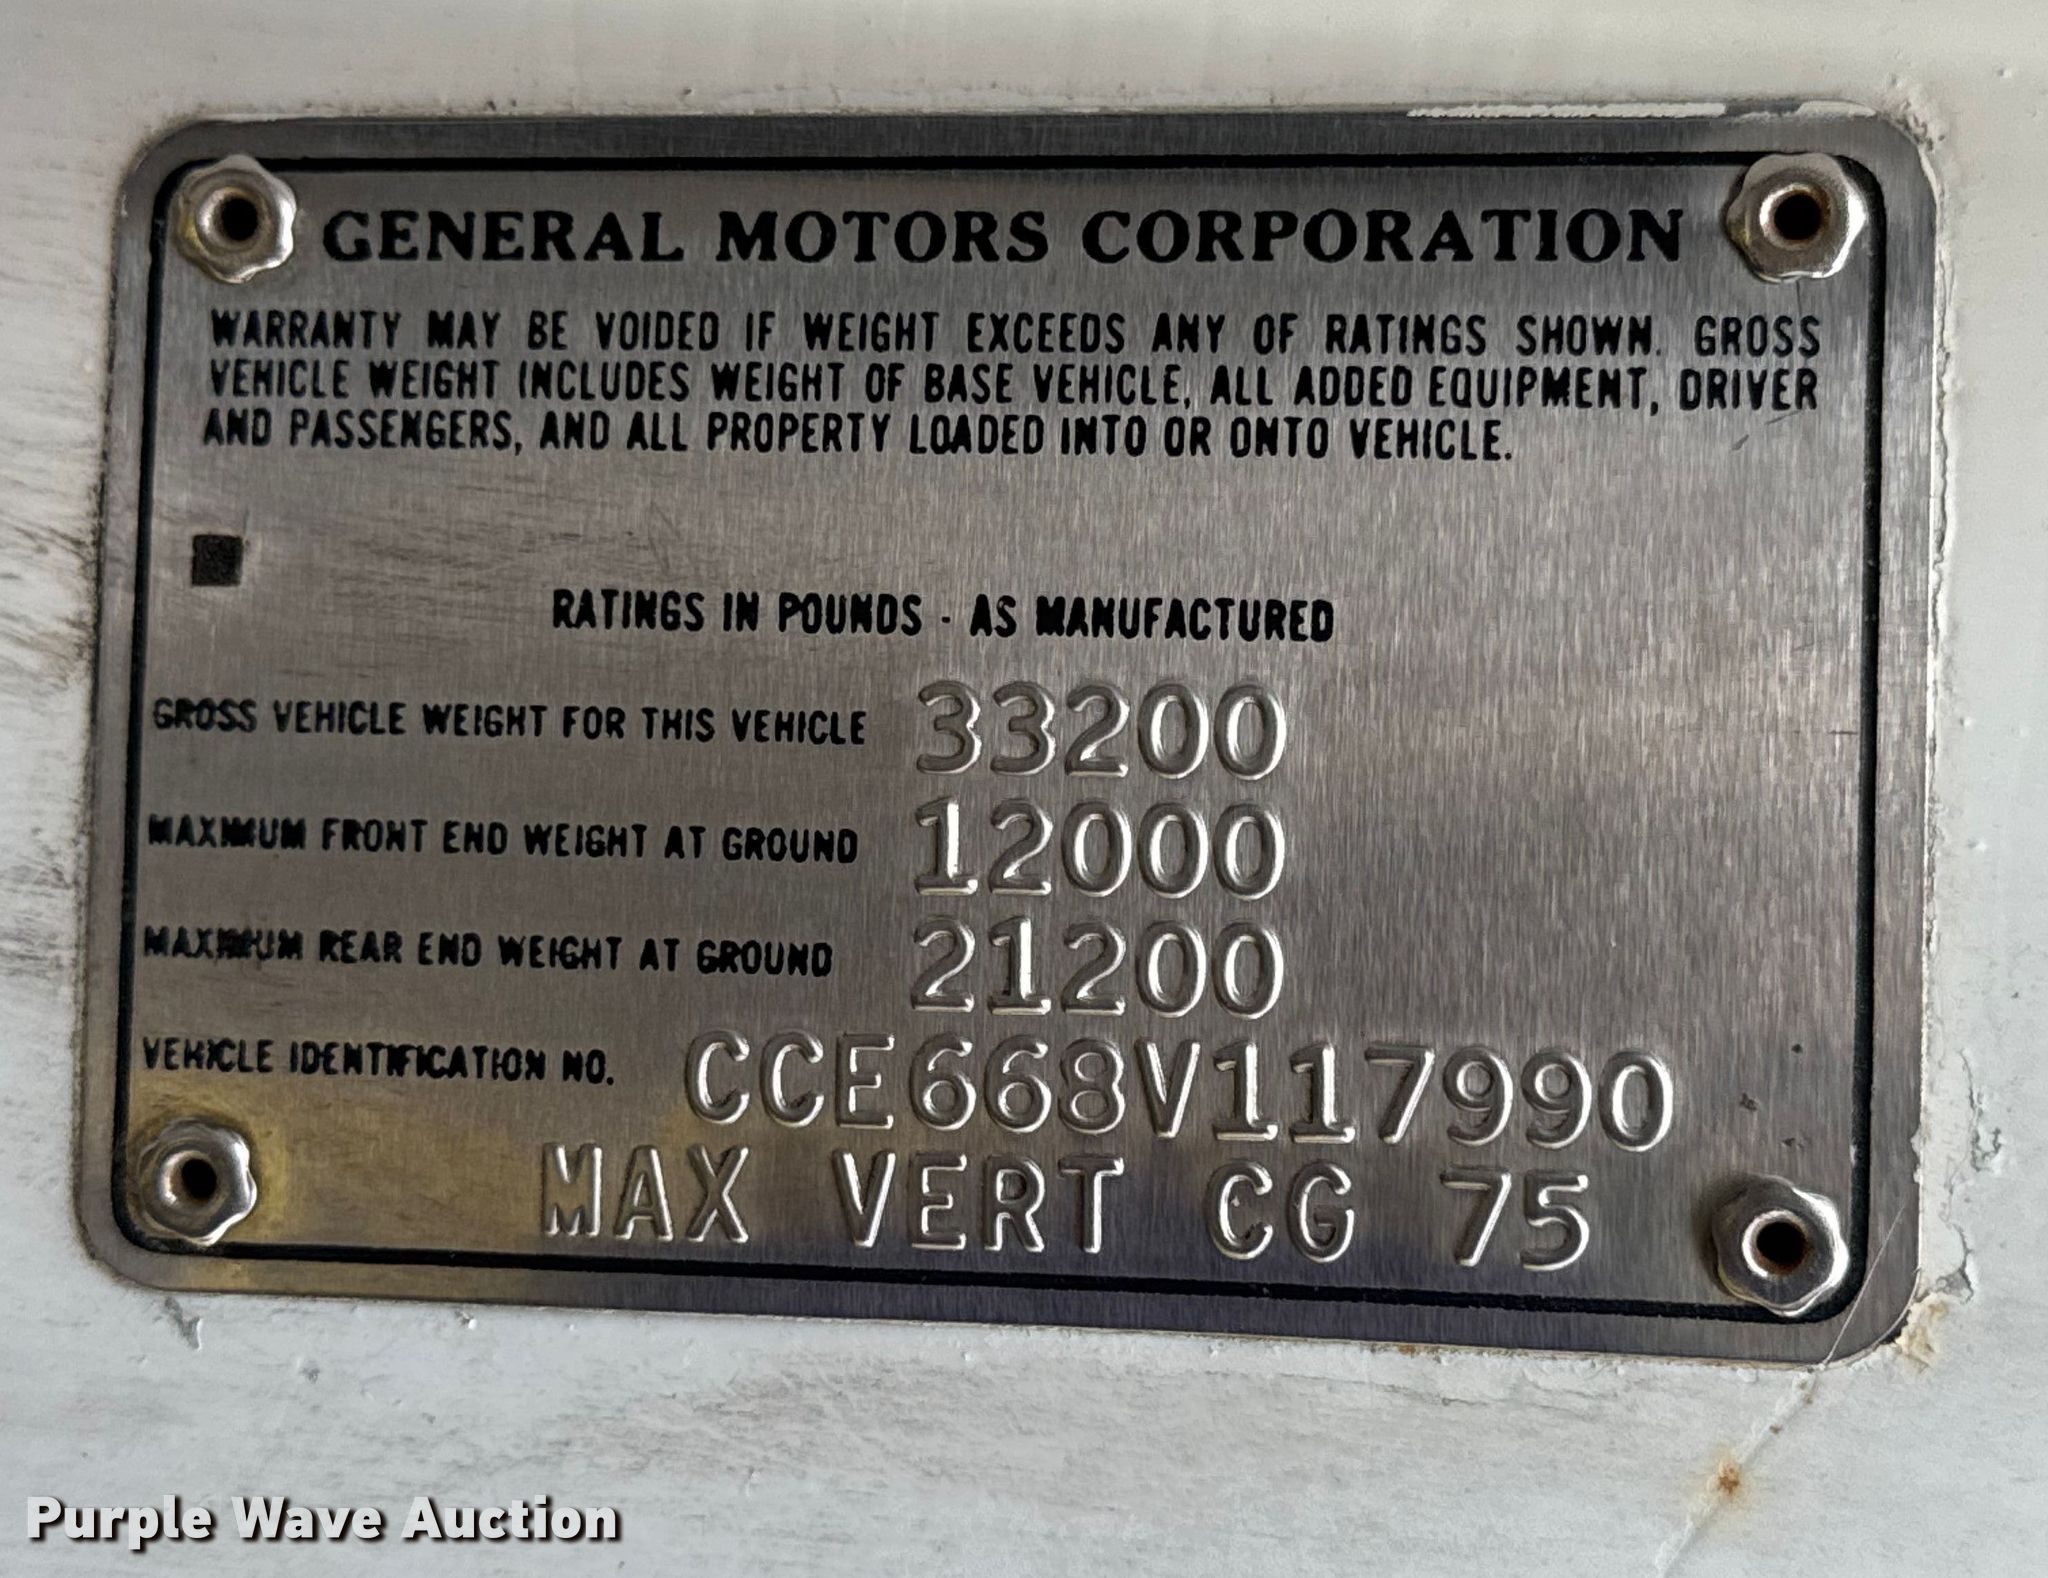 GENERAL MOTORS CORPORATION
WARRANTY MAY BE VOIDED IF WEIGHT EXCEEDS ANY OF RATINGS SHOWN. GROSS
VEHICLE WEIGHT INCLUDES WEIGHT OF BASE VEHICLE, ALL ADDED EQUIPMENT, DRIVER
AND PASSENGERS, AND ALL PROPERTY LOADED INTO OR ONTO VEHICLE.
RATINGS IN POUNDS - AS MANUFACTURED
GROSS VEHICLE WEIGHT FOR THIS VEHICLE 33200
MAXIMUM FRONT END WEIGHT AT GROUND 12000
MAXIMUM REAR END WEIGHT AT GROUND 21200
VEHICLE IDENTIFICATION NO. CCE668V117990
MAX VERT CG 75
Purple Wave Auction